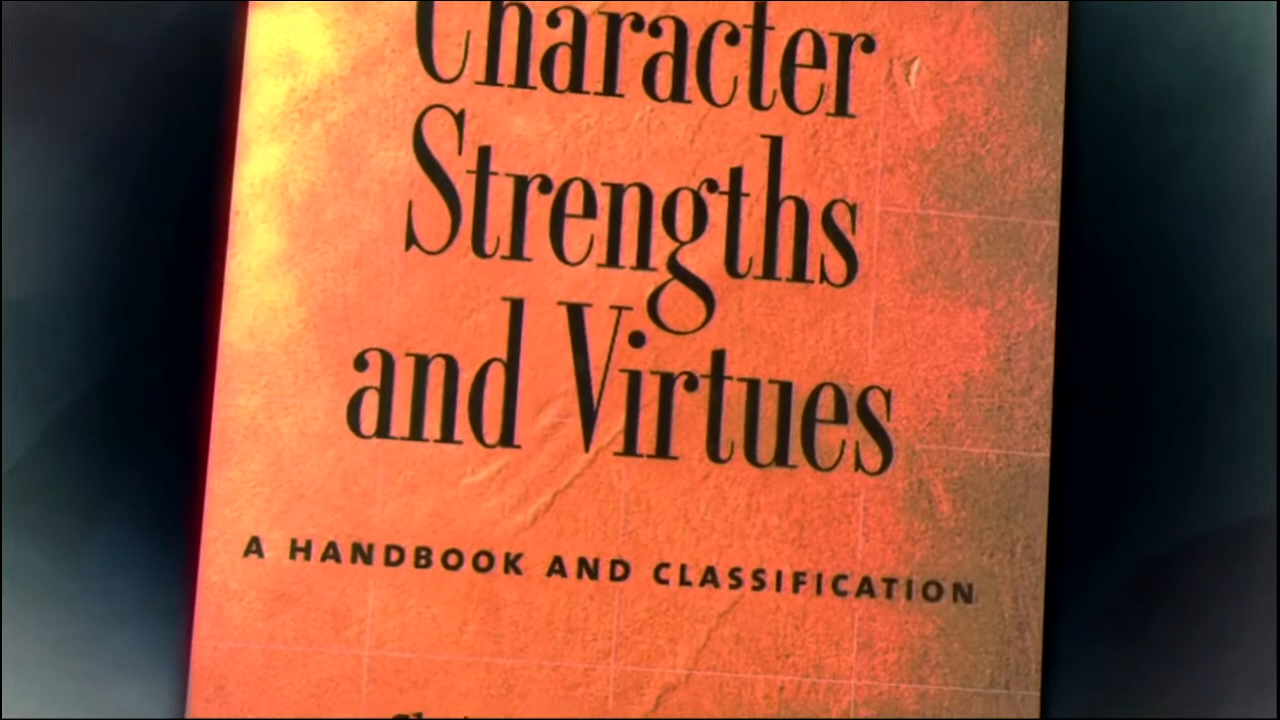 Character
Strengths
and Virtues
A HANDBOOK AND CLASSIFICATION